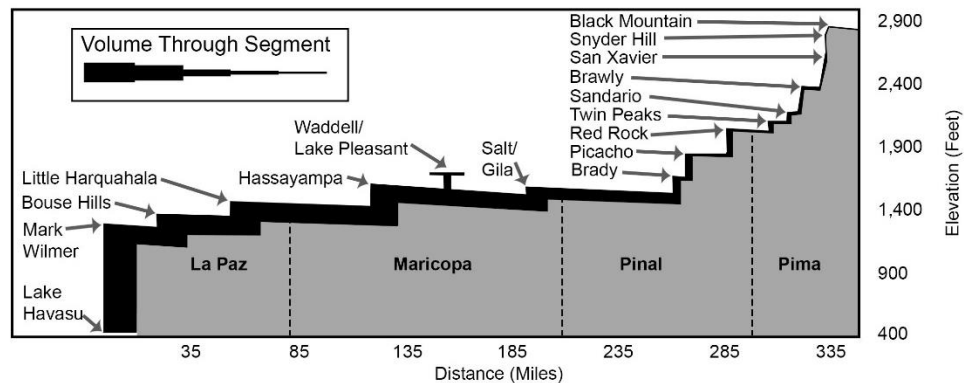 Volume Through Segment
Black Mountain
Snyder Hill
San Xavier
Brawly
Sandario
Twin Peaks
Red Rock
Picacho
Brady
Waddell/
Lake Pleasant
Salt/
Gila
Hassayampa
Little Harquahala
Bouse Hills
Mark
Wilmer
Lake
Havasu
La Paz
Maricopa
Pinal
Pima
2,900
2,400
1,900
1,400
900
400
Elevation (Feet)
35
85
135
185
235
285
335
Distance (Miles)